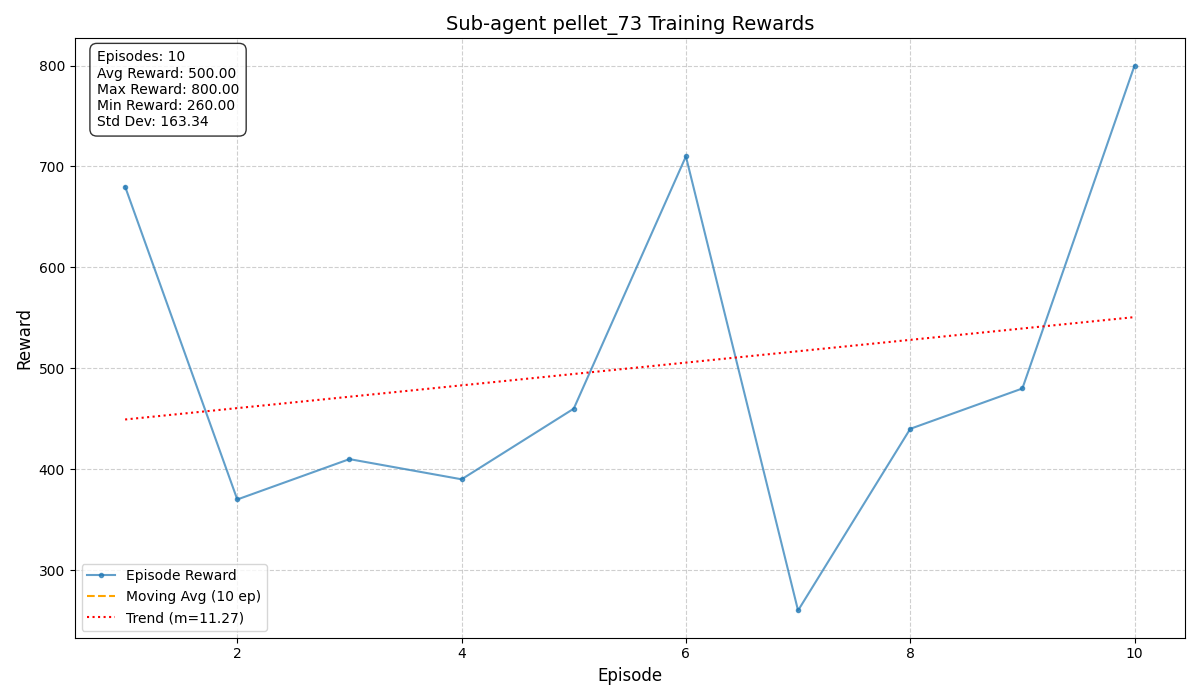 Sub-agent pellet_73 Training Rewards
Episodes: 10
Avg Reward: 500.00
Max Reward: 800.00
Min Reward: 260.00
Std Dev: 163.34
800
700
600
500
400
300
Reward
Episode Reward
Moving Avg (10 ep)
Trend (m=11.27)
2
4
6
8
10
Episode